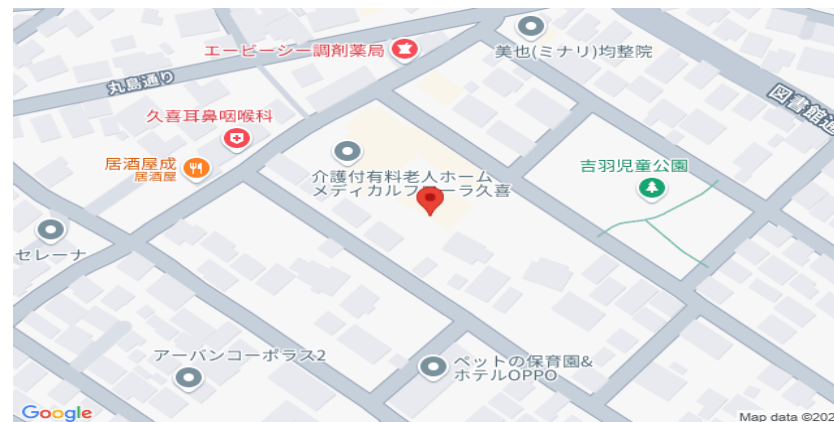 エービーシー調剤薬局
美也(ミナリ)均整院
丸島通り
図書館通
久喜耳鼻咽喉科
居酒屋成
居酒屋
介護付有料老人ホーム
メディカルフローラ久喜
吉羽児童公園
セレーナ
アーバンコーポラス2
ペットの保育園&
ホテルOPPO
Google
Map data ©202